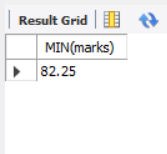 Result Grid
MIN(marks)
82.25